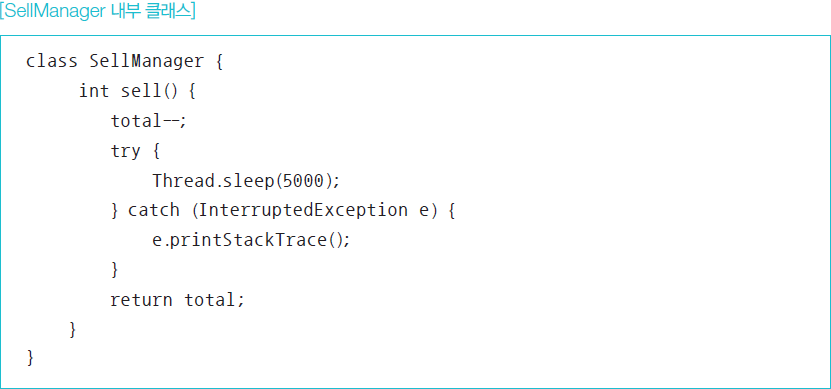 [SellManager 내부 클래스]
class SellManager {
int sell() {
total--;
try {
Thread.sleep(5000);
} catch (InterruptedException e) {
e.printStackTrace();
}
return total;
}
}